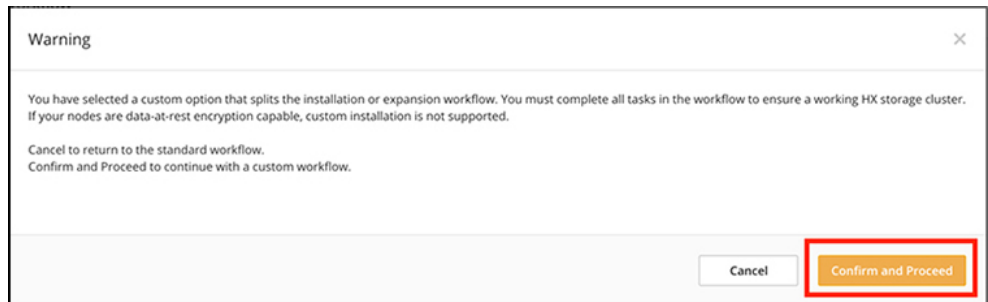 Warning
You have selected a custom option that splits the installation or expansion workflow. You must complete all tasks in the workflow to ensure a working HX storage cluster.
If your nodes are data-at-rest encryption capable, custom installation is not supported.
Cancel to return to the standard workflow.
Confirm and Proceed to continue with a custom workflow.
Cancel
Confirm and Proceed